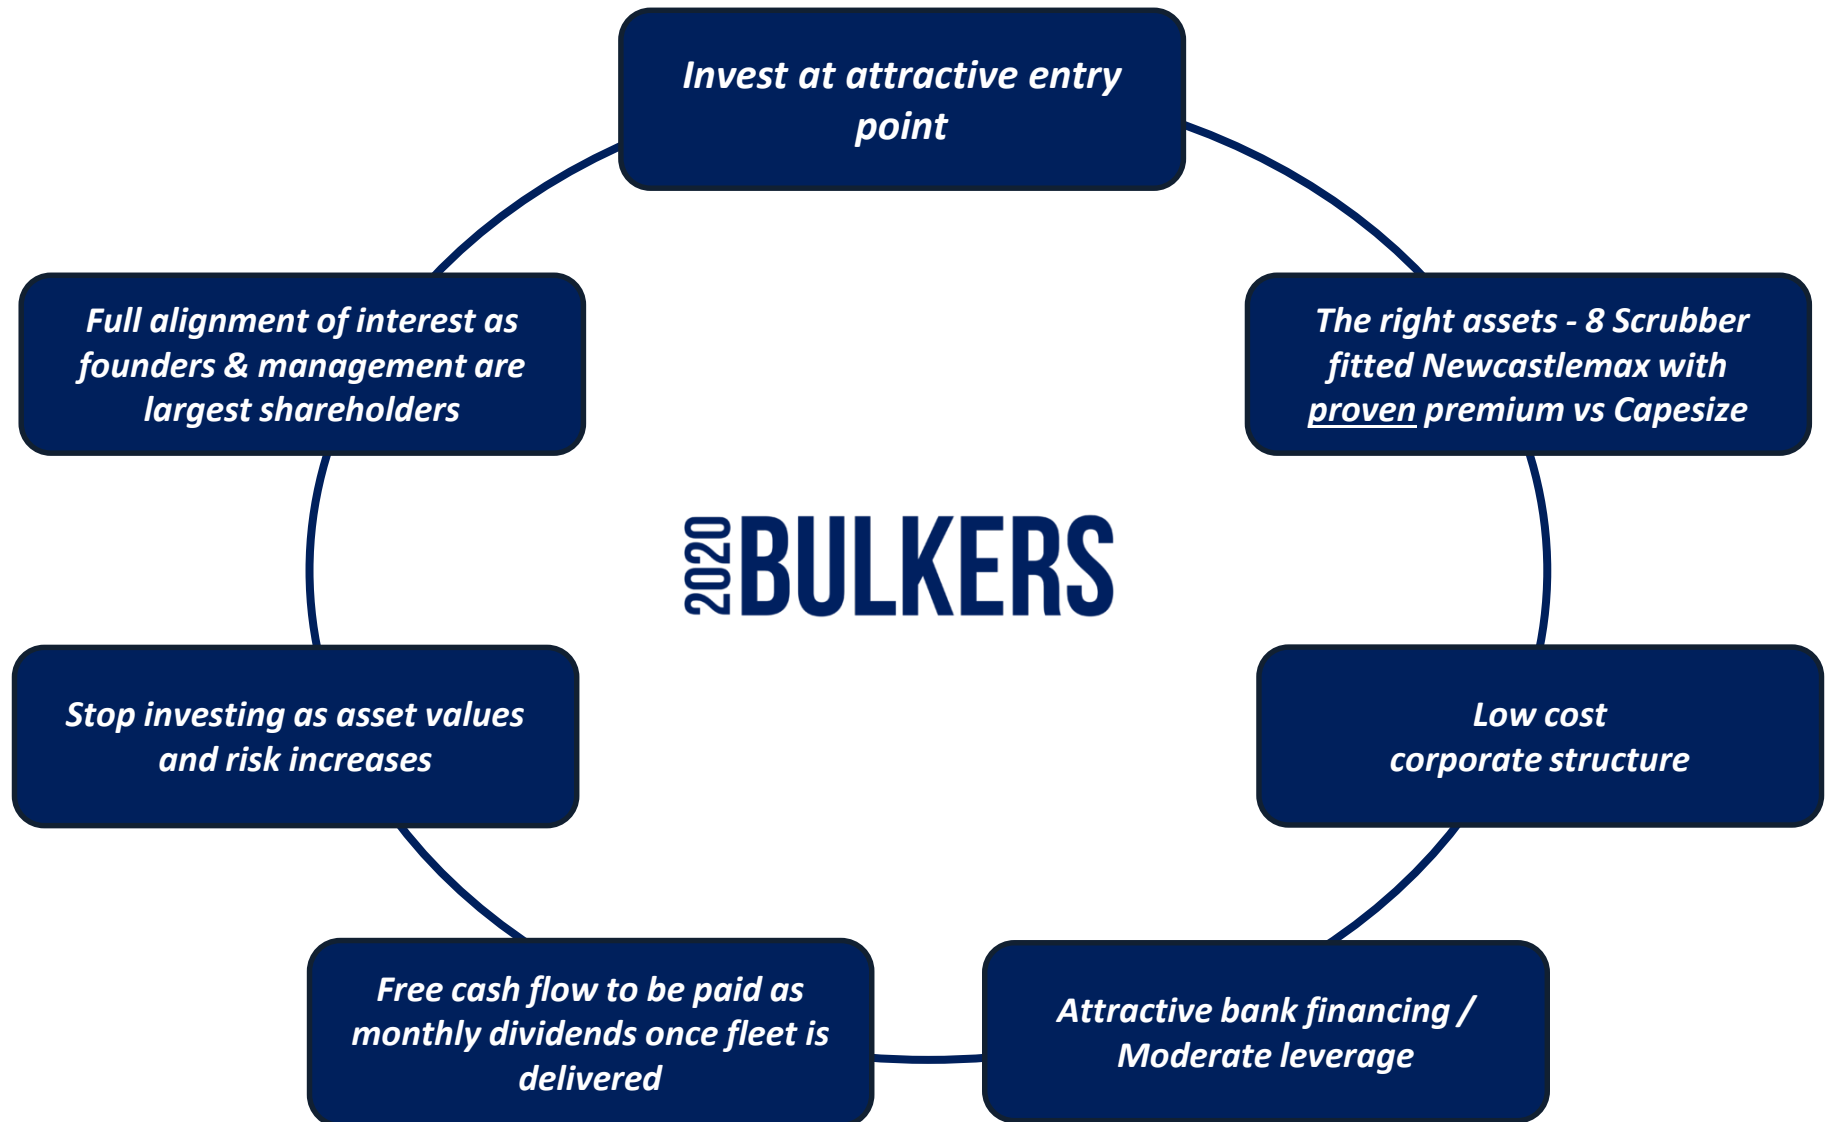 Invest at attractive entry
point
Full alignment of interest as
founders & management are
largest shareholders
The right assets - 8 Scrubber
fitted Newcastlemax with
proven premium vs Capesize
2020 BULKERS
Stop investing as asset values
and risk increases
Low cost
corporate structure
Free cash flow to be paid as
monthly dividends once fleet is
delivered
Attractive bank financing /
Moderate leverage